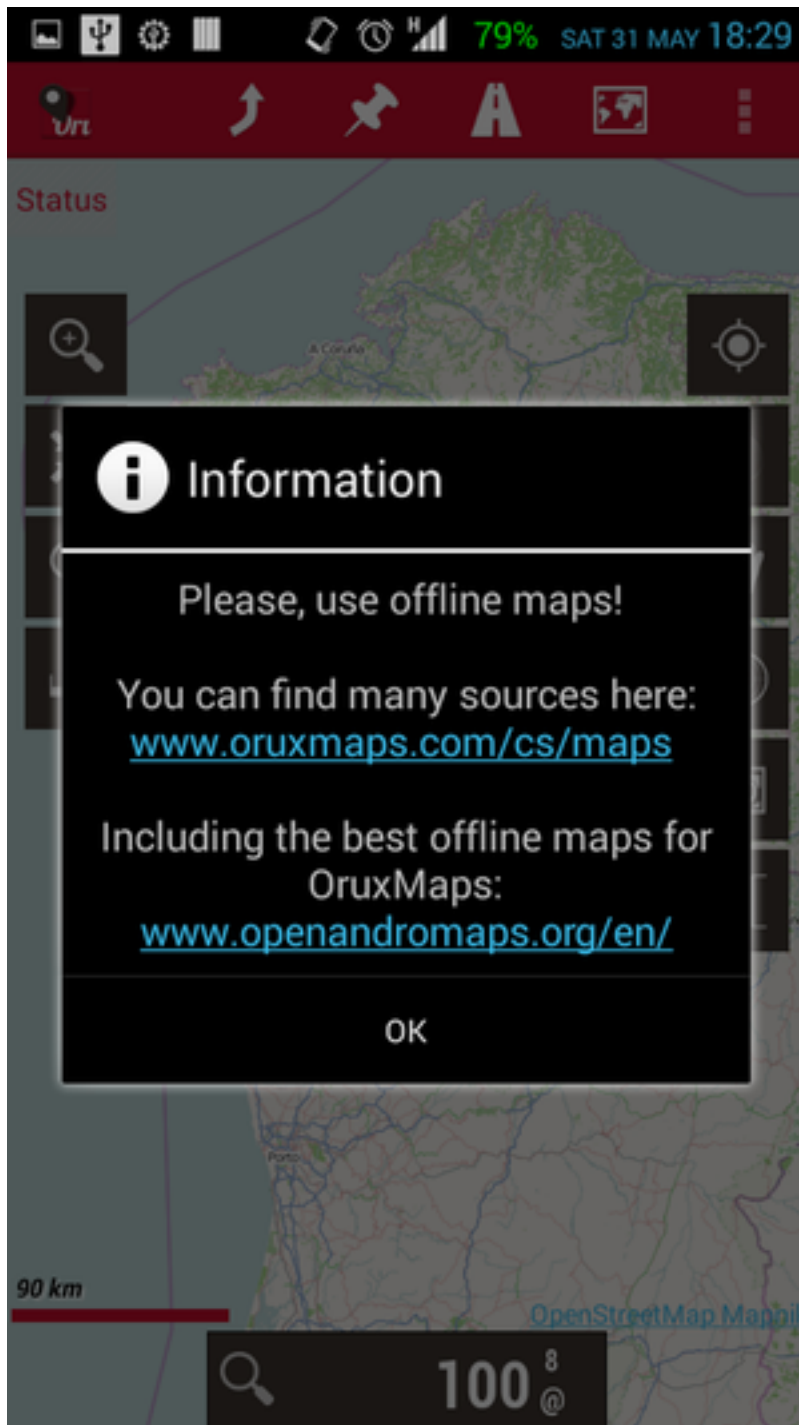 H
79%
SAT 31 MAY 18:29
Oru
Status
A Coruña
Information
Please, use offline maps!
You can find many sources here:
www.oruxmaps.com/cs/maps
Including the best offline maps for
OruxMaps:
www.openandromaps.org/en/
OK
Porto
90 km
OpenStreetMap Mapnik
100
8
@